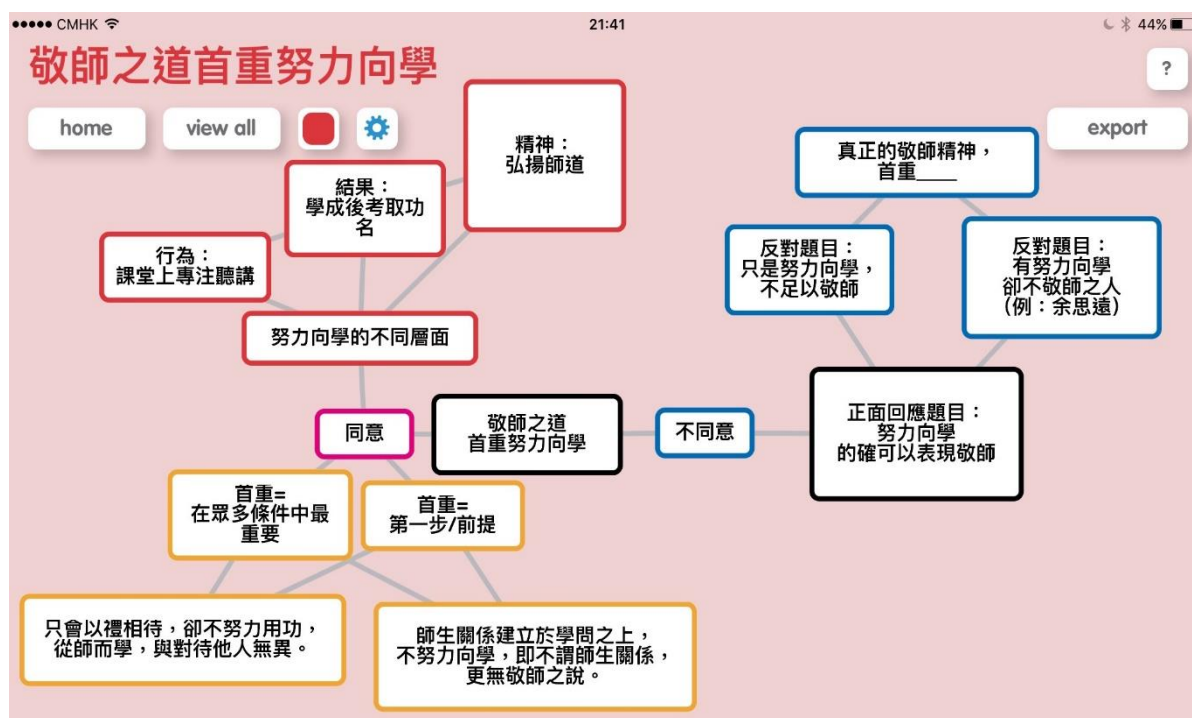 CMHK
21:41
44%
敬師之道首重努力向學
?
home
view all
export
精神：
弘揚師道
結果：
學成後考取功
名
行為：
課堂上專注聽講
努力向學的不同層面
真正的敬師精神，
首重____
反對題目：
只是努力向學，
不足以敬師
反對題目：
有努力向學
卻不敬師之人
(例：余思遠)
同意
敬師之道
首重努力向學
不同意
正面回應題目：
努力向學
的確可以表現敬師
首重=
在眾多條件中最
重要
首重=
第一步/前提
只會以禮相待，卻不努力用功，
從師而學，與對待他人無異。
師生關係建立於學問之上，
不努力向學，即不謂師生關係，
更無敬師之說。